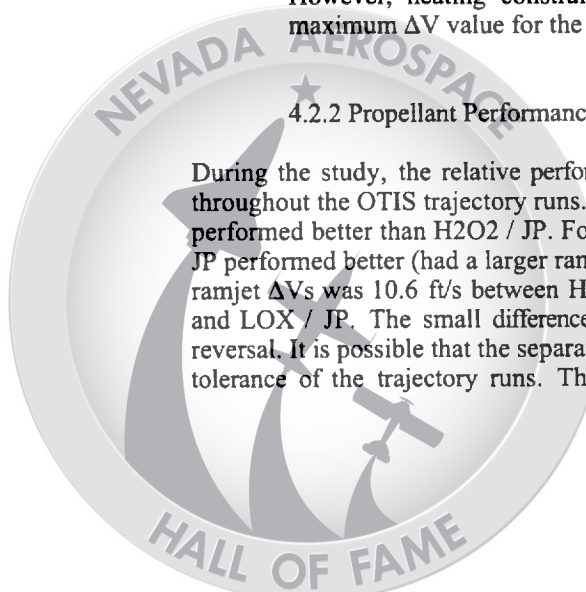 However, heating
maximum ΔV value for the
NEVADA AEROSPACE
4.2.2 Propellant Performanc
During the study, the relative perfor
throughout the OTIS trajectory runs.
performed better than H2O2 / JP. Fo
JP performed better (had a larger ran
ramjet ΔVs was 10.6 ft/s between H
and LOX / JP. The small difference
reversal. It is possible that the separa
tolerance of the trajectory runs. Th
HALL OF FAME